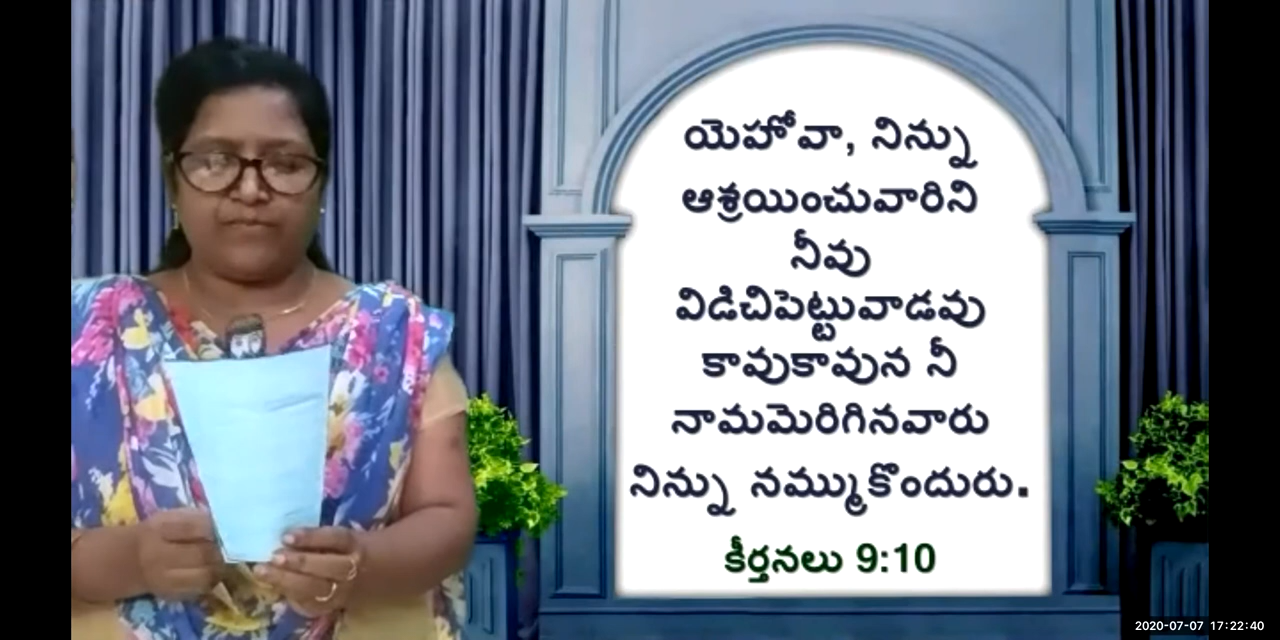 యెహోవా, నిన్ను
ఆశ్రయించువారిని
నీవు
విడిచిపెట్టువాడవు
కావుకావున నీ
నామమెరిగినవారు
నిన్ను నమ్ముకొందురు.
కీర్తనలు 9:10
2020-07-07 17:22:40